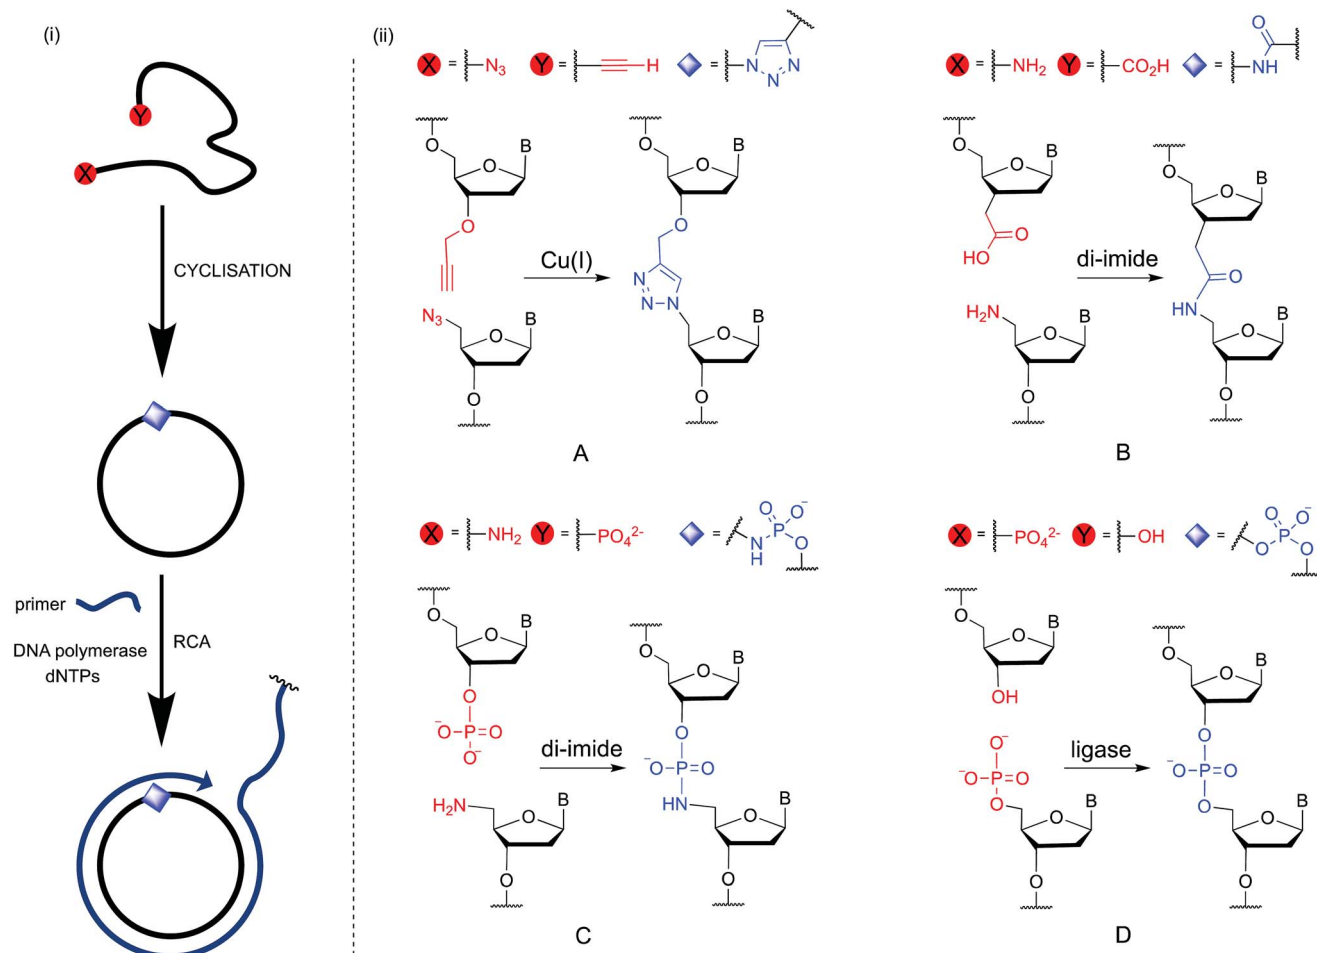 (i)
Y
X
CYCLISATION
primer
DNA polymerase
dNTPs
RCA
(ii)
X = N₃ Y = H = N N N
O B
O
O
N₃
O B
O
Cu(I)
O B
O
O
N
N N
O B
O
A
X = NH₂ Y = CO₂H = O NH
O B
O
O
HO
H₂N
O B
O
di-imide
O B
O
O
HN
O B
O
B
X = NH₂ Y = PO₄²⁻ = O O⁻ P N H O
O B
O
O
⁻O P O
O⁻
H₂N
O B
O
di-imide
O B
O
O
⁻O P O
HN
O B
O
C
X = PO₄²⁻ Y = OH = O O⁻ P O O
O B
O
OH
O⁻
⁻O P O
O
O B
O
ligase
O B
O
O
⁻O P O
O
O B
O
D